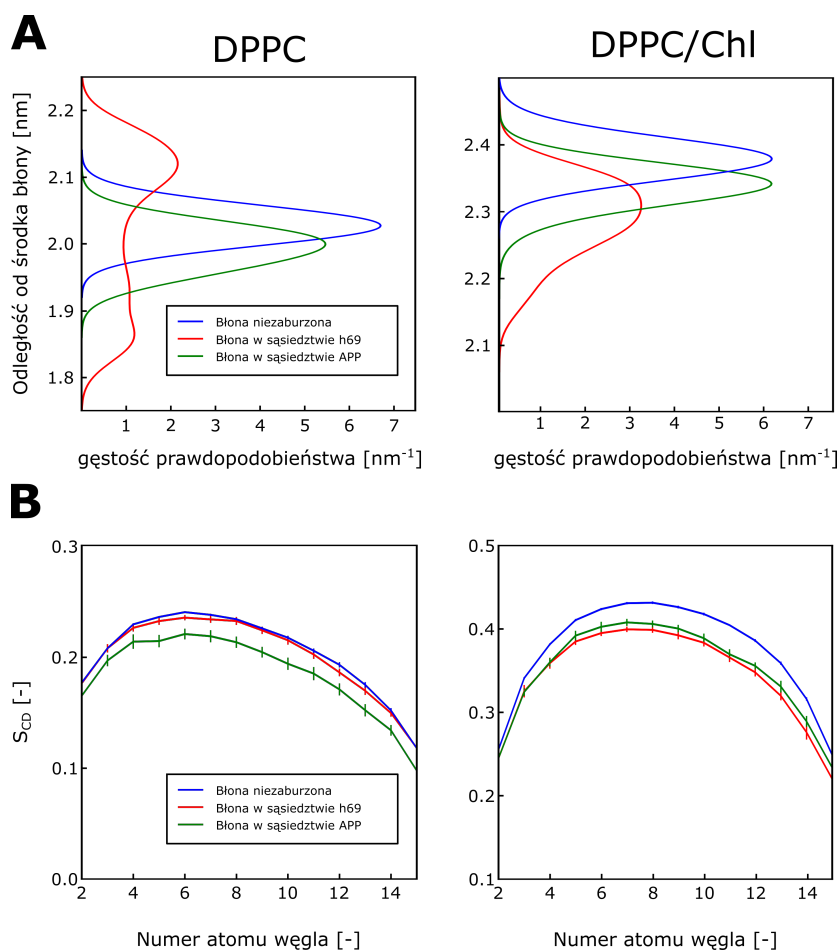 A
DPPC
DPPC/Chl
Odległość od środka błony [nm]
2.2
2.1
2.0
1.9
1.8
Błona niezaburzona
Błona w sąsiedztwie h69
Błona w sąsiedztwie APP
1 2 3 4 5 6 7
gęstość prawdopodobieństwa [nm⁻¹]
2.4
2.3
2.2
2.1
1 2 3 4 5 6 7
gęstość prawdopodobieństwa [nm⁻¹]
B
S_CD [-]
0.3
0.2
0.1
0.0
Błona niezaburzona
Błona w sąsiedztwie h69
Błona w sąsiedztwie APP
2 4 6 8 10 12 14
Numer atomu węgla [-]
0.5
0.4
0.3
0.2
0.1
2 4 6 8 10 12 14
Numer atomu węgla [-]